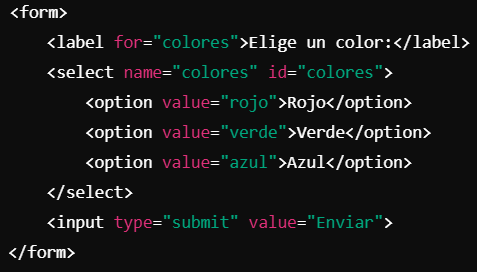 <form>
<label for="colores">Elige un color:</label>
<select name="colores" id="colores">
<option value="rojo">Rojo</option>
<option value="verde">Verde</option>
<option value="azul">Azul</option>
</select>
<input type="submit" value="Enviar">
</form>